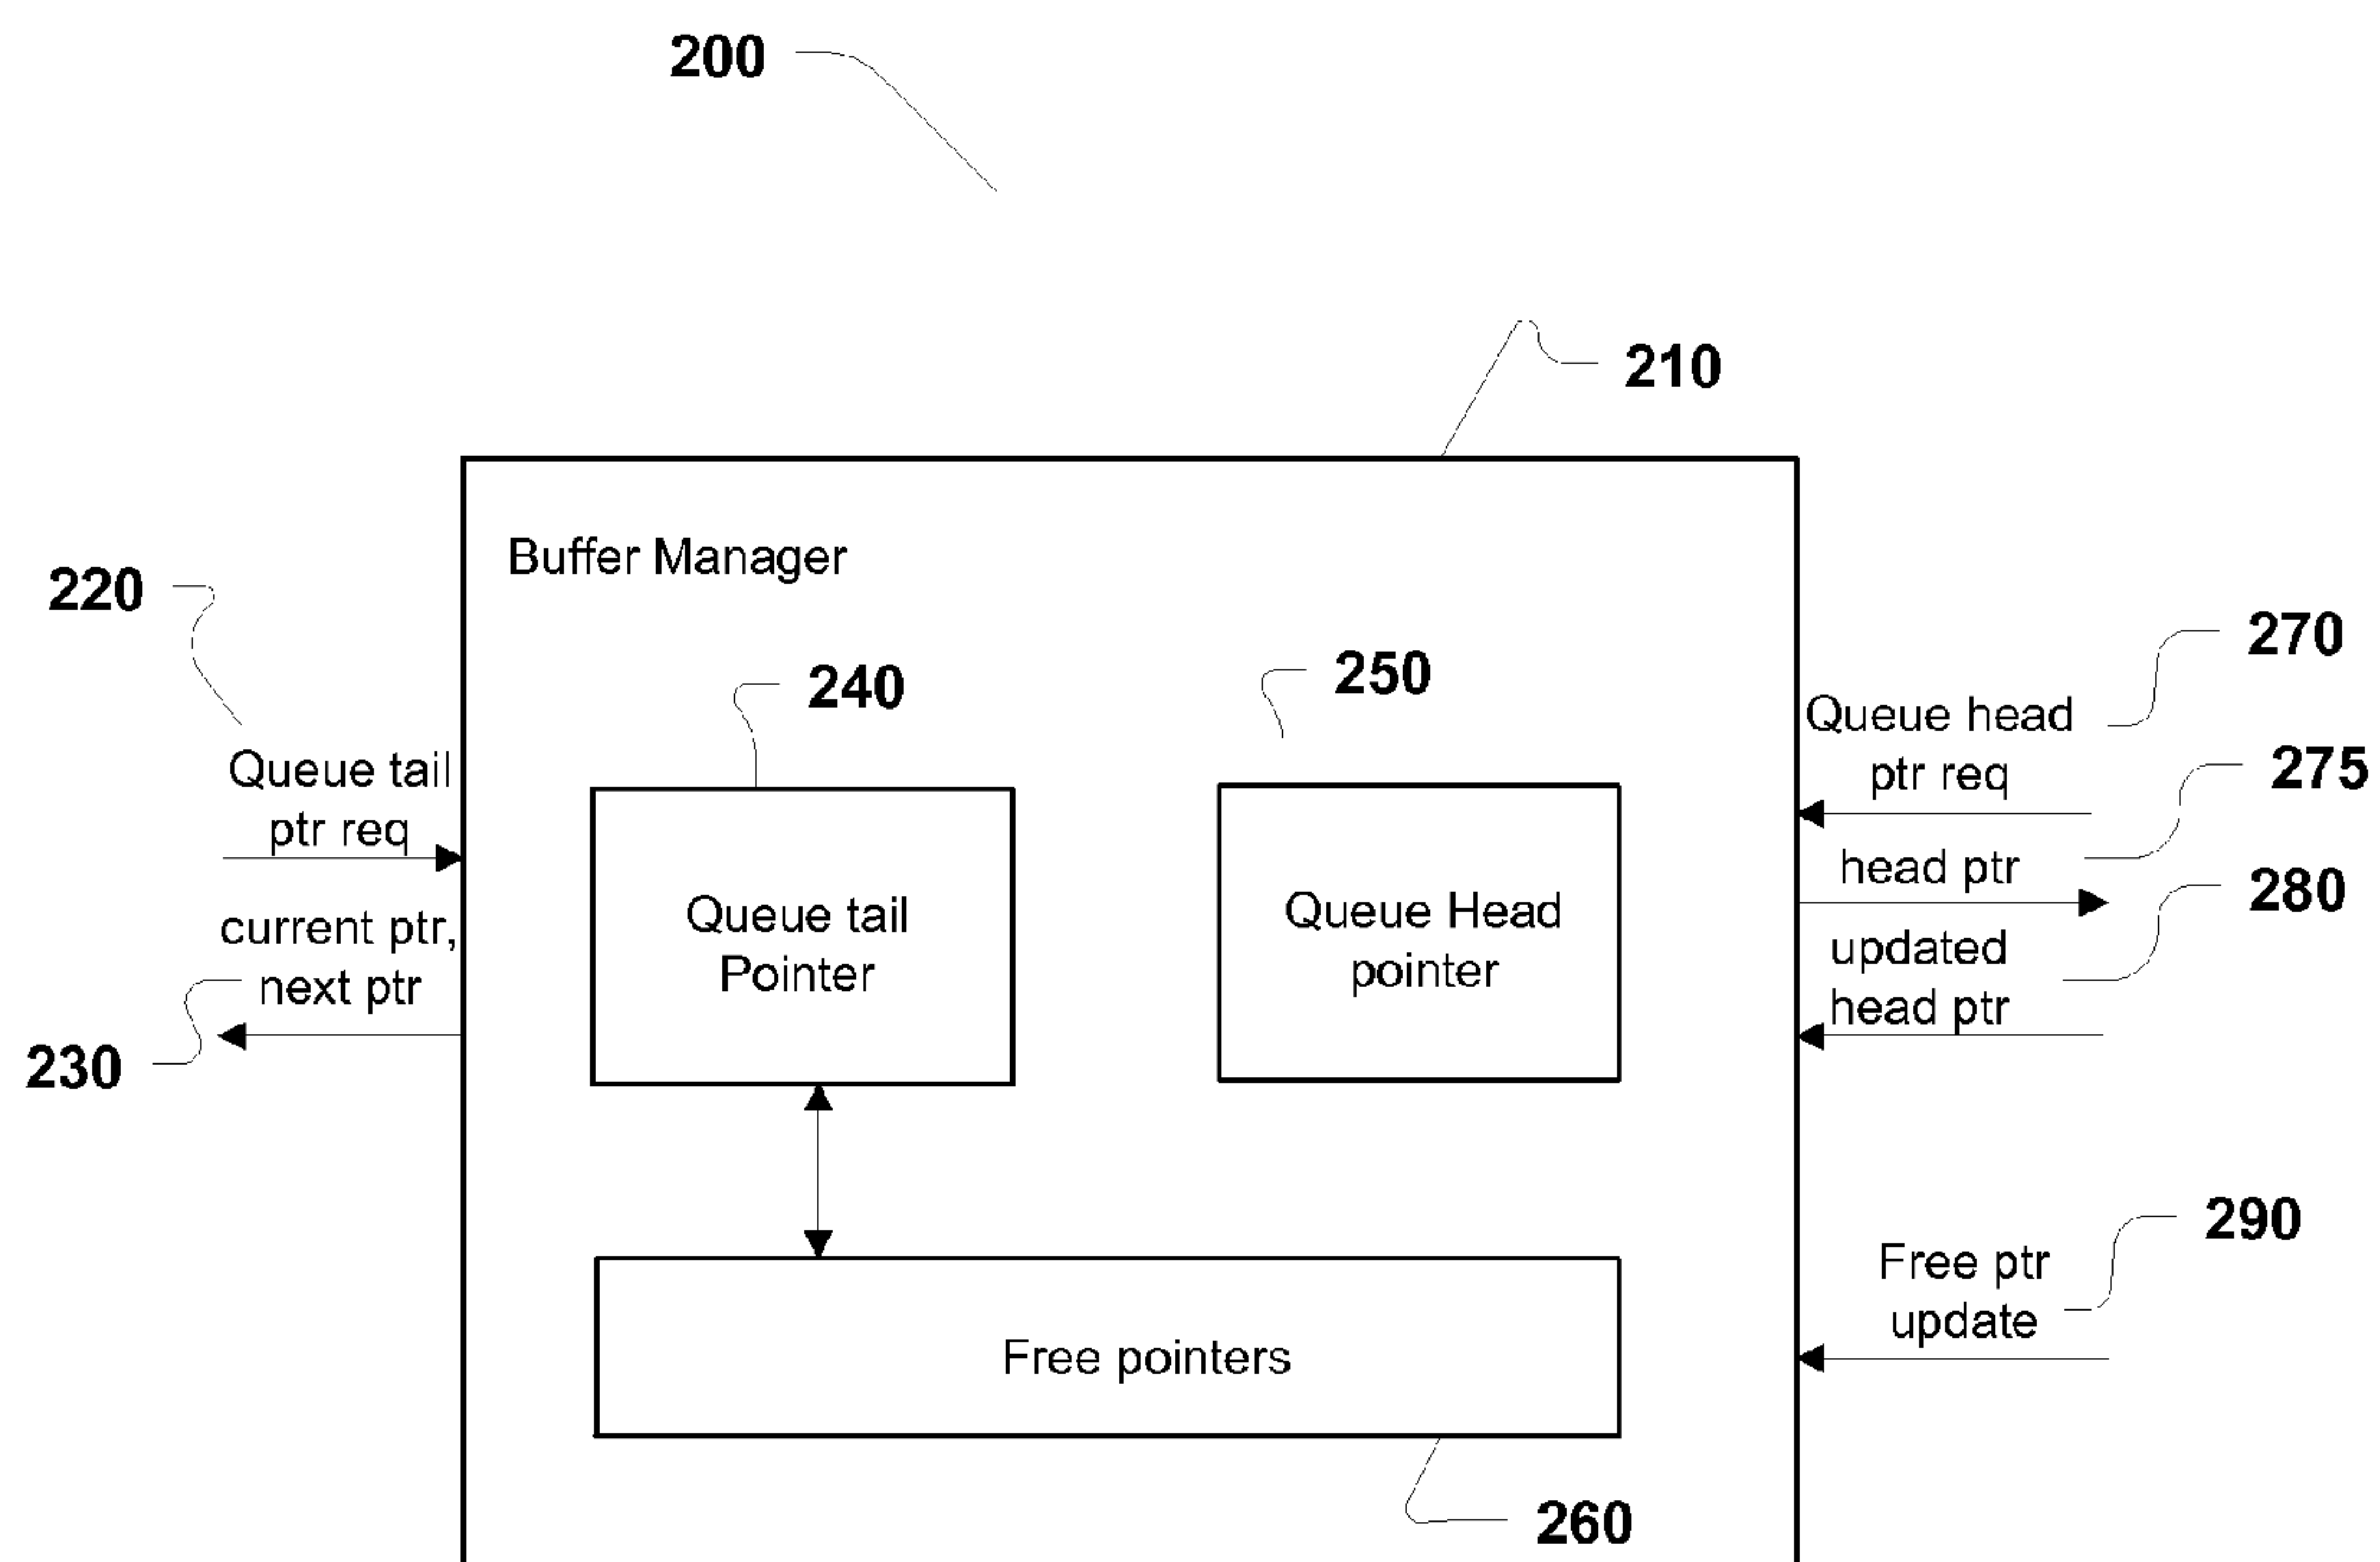 200
210
Buffer Manager
220
270
240
250
Queue head
ptr req
275
Queue tail
ptr req
head ptr
280
Queue tail
Pointer
Queue Head
pointer
current ptr,
next ptr
updated
head ptr
230
290
Free ptr
update
Free pointers
260